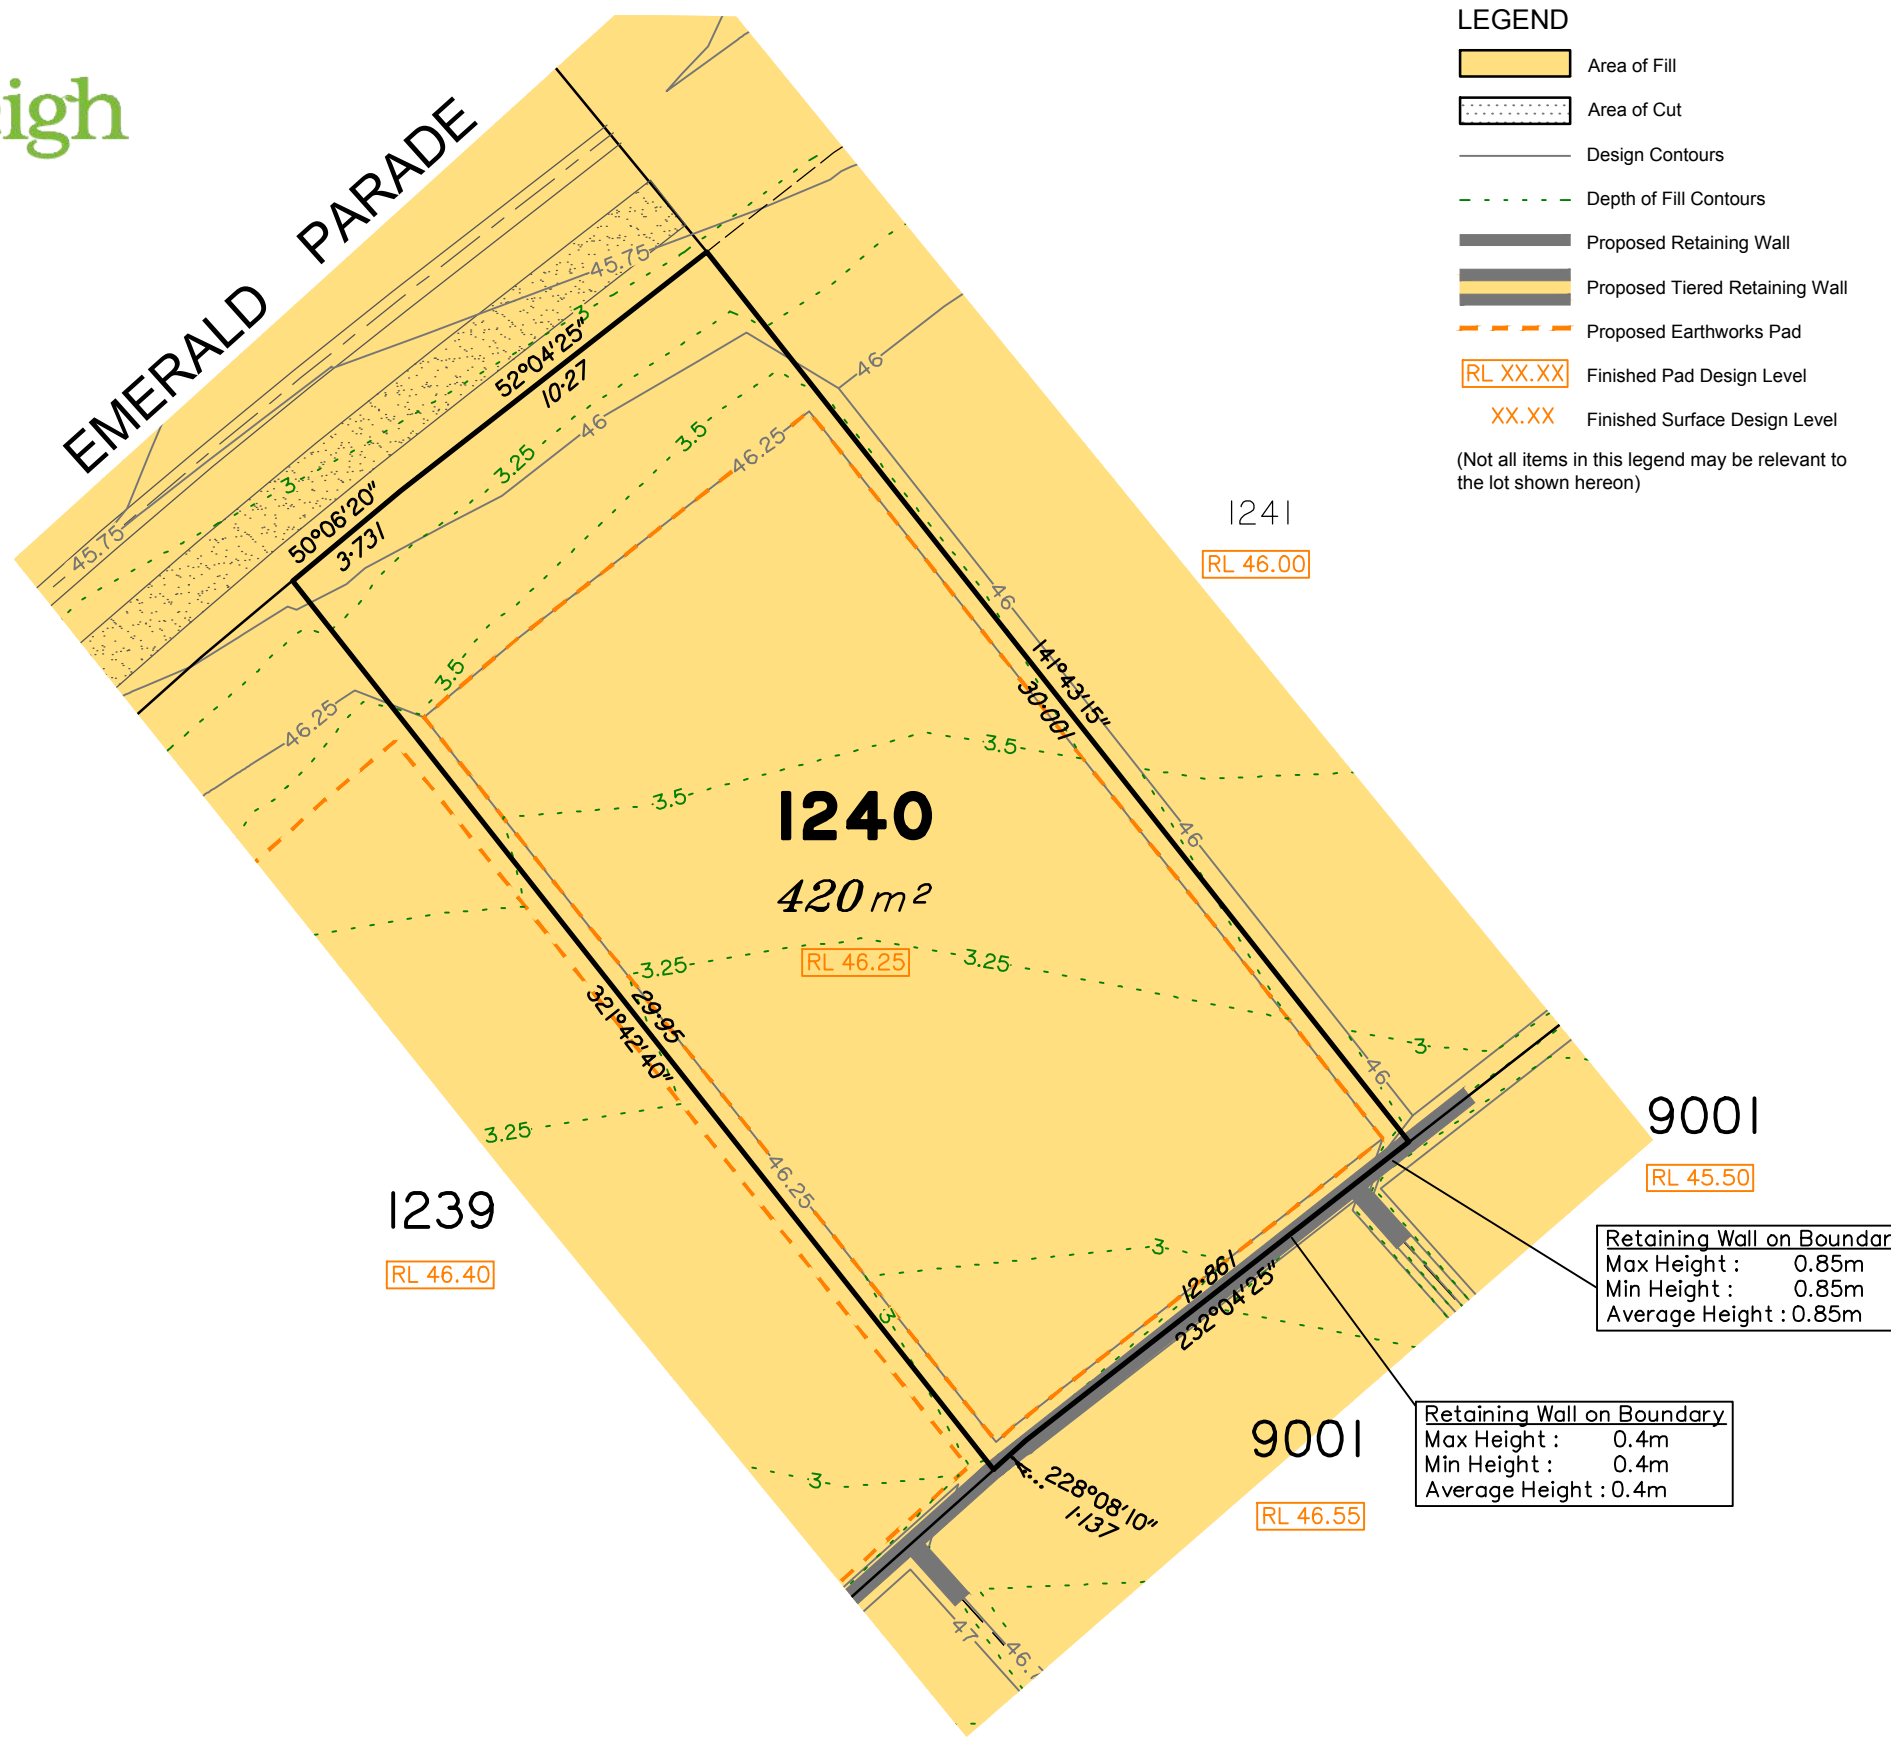 LEGEND
Area of Fill
Area of Cut
Design Contours
Depth of Fill Contours
Proposed Retaining Wall
Proposed Tiered Retaining Wall
Proposed Earthworks Pad
RL XX.XX Finished Pad Design Level
XX.XX Finished Surface Design Level
(Not all items in this legend may be relevant to
the lot shown hereon)
EMERALD PARADE
45.75
3
52°04'25"
10·27
46
46
3.5
3.25
46.25
3
50°06'20"
3·731
45.75
3.5
46.25
1241
RL 46.00
46
141°43'15"
30·001
3.5
3.5
1240
420 m²
RL 46.25
46
3.25
3.25
29·95
321°42'40"
3
46
3.25
46.25
9001
RL 45.50
1239
RL 46.40
3
3
12·861
232°04'25"
Retaining Wall on Boundar
Max Height : 0.85m
Min Height : 0.85m
Average Height : 0.85m
Retaining Wall on Boundary
Max Height : 0.4m
Min Height : 0.4m
Average Height : 0.4m
9001
RL 46.55
3
228°08'10"
1·137
47